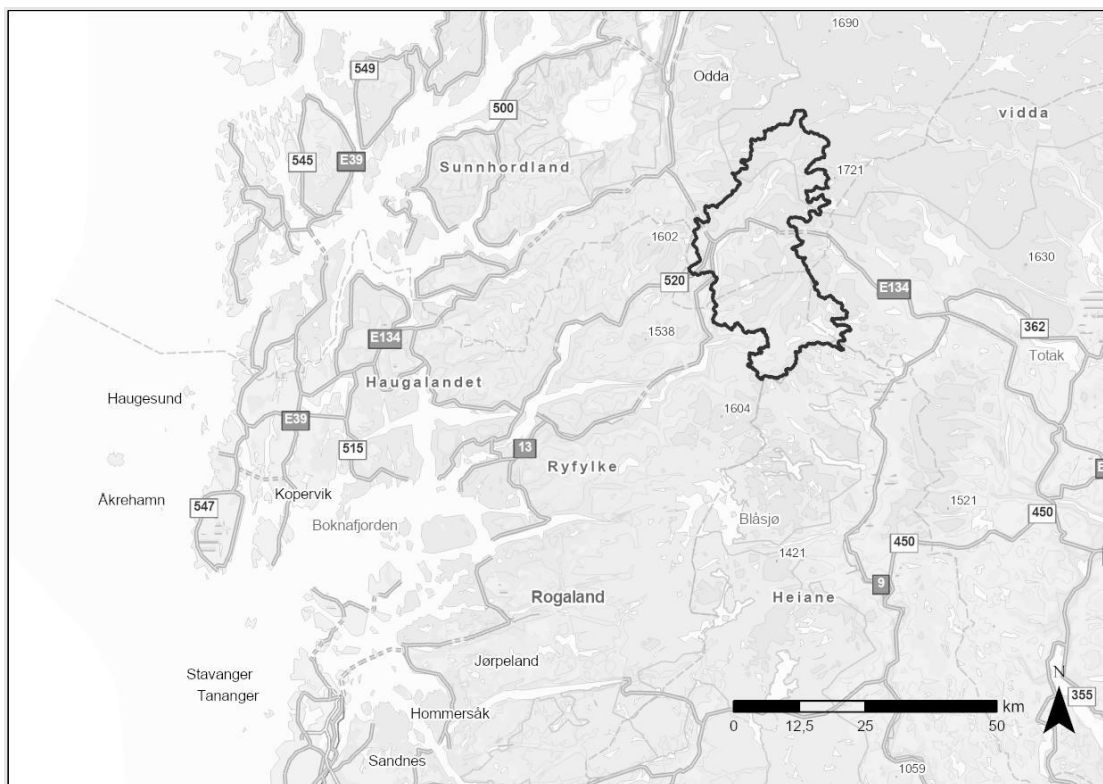 1690
549
Odda
500
vidda
545
E39
Sunnhordland
1721
1602
1630
520
E134
1538
362
E134
Totak
Haugalandet
Haugesund
1604
E39
515
13
Ryfylke
Åkrehamn
547
Kopervik
1521
Boknafjorden
Blåsjø
450
450
1421
9
Rogaland
Heiane
Jørpeland
Stavanger
Tananger
N
355
Hommersåk
km
0 12,5 25 50
Sandnes
1059